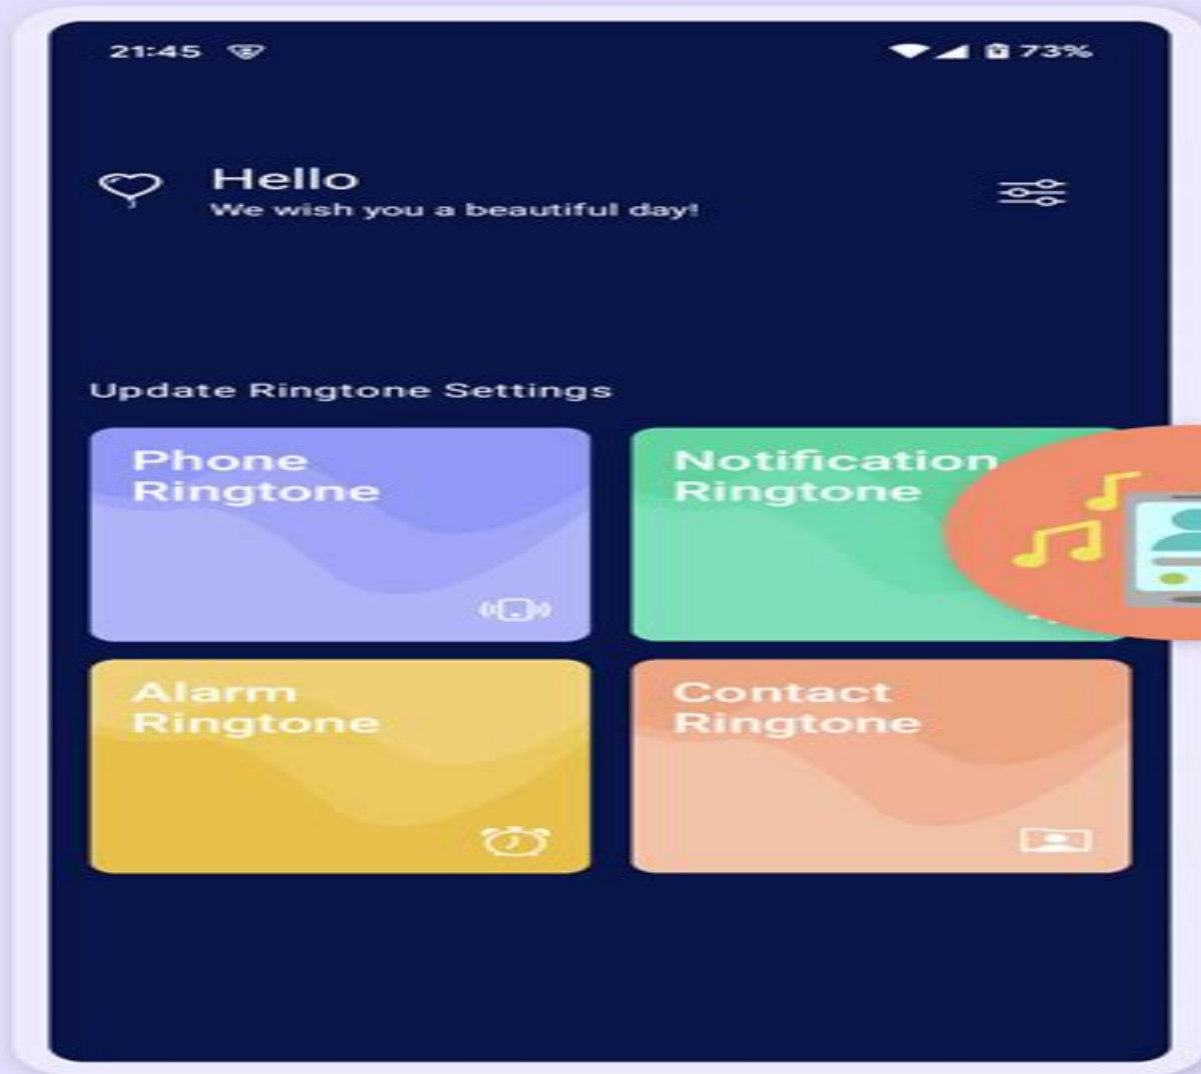 21:45
73%
Hello
We wish you a beautiful day!
Update Ringtone Settings
Phone
Ringtone
Notification
Ringtone
Alarm
Ringtone
Contact
Ringtone